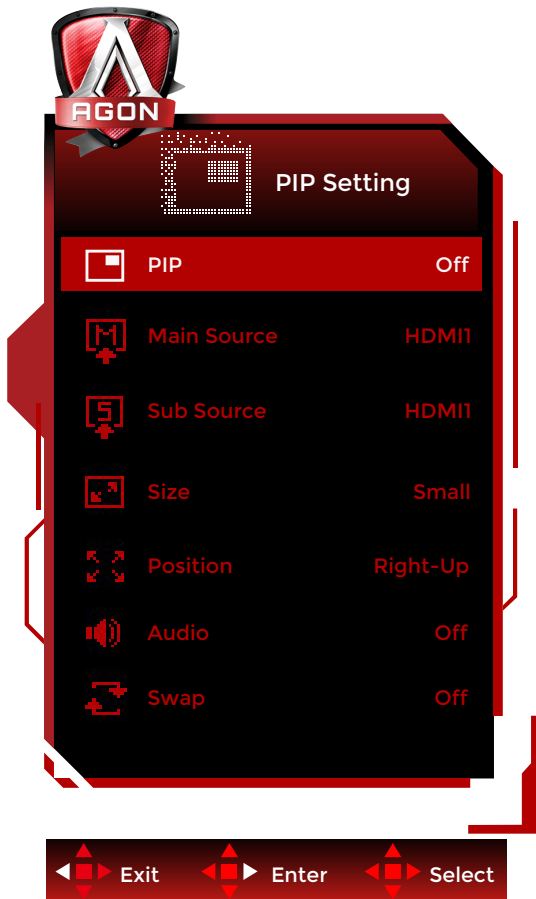 AGON
PIP Setting
PIP Off
Main Source HDMI1
Sub Source HDMI1
Size Small
Position Right-Up
Audio Off
Swap Off
Exit Enter Select